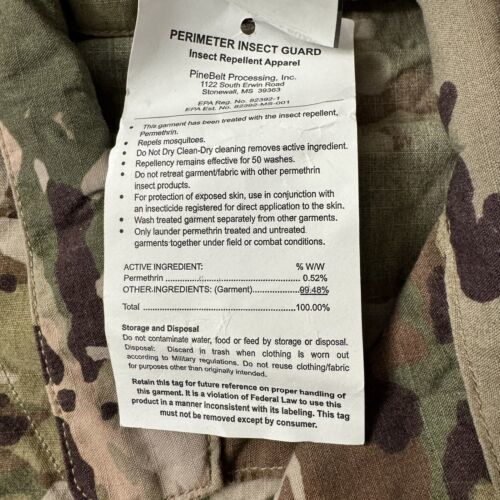 PERIMETER INSECT GUARD
Insect Repellent Apparel
PineBelt Processing, Inc.
1122 South Erwin Road
Stonewall, MS 39363
EPA Reg. No. 82392-1
EPA Est. No. 82392-MS-001
• This garment has been treated with the insect repellent,
Permethrin.
• Repels mosquitoes.
• Do Not Dry Clean-Dry cleaning removes active ingredient.
• Repellency remains effective for 50 washes.
• Do not retreat garment/fabric with other permethrin
insect products.
• For protection of exposed skin, use in conjunction with
an insecticide registered for direct application to the skin.
• Wash treated garment separately from other garments.
• Only launder permethrin treated and untreated
garments together under field or combat conditions.
ACTIVE INGREDIENT: % W/W
Permethrin ......................................................... 0.52%
OTHER-INGREDIENTS: (Garment)..................99.48%
Total ...............................................................100.00%
Storage and Disposal
Do not contaminate water, food or feed by storage or disposal.
Disposal: Discard in trash when clothing is worn out
according to Military regulations. Do not reuse clothing/fabric
for purposes other than originally intended.
Retain this tag for future reference on proper handling of
this garment. It is a violation of Federal Law to use this
product in a manner inconsistent with its labeling. This tag
must not be removed except by consumer.